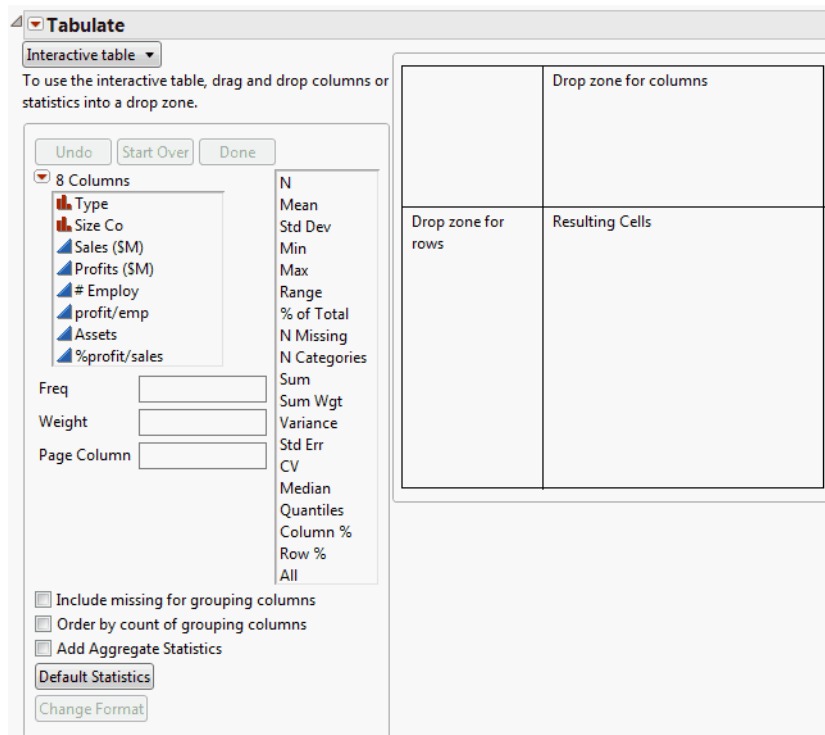 Tabulate
Interactive table
To use the interactive table, drag and drop columns or
statistics into a drop zone.
Undo
Start Over
Done
8 Columns
Type
Size Co
Sales ($M)
Profits ($M)
# Employ
profit/emp
Assets
%profit/sales
Freq
Weight
Page Column
N
Mean
Std Dev
Min
Max
Range
% of Total
N Missing
N Categories
Sum
Sum Wgt
Variance
Std Err
CV
Median
Quantiles
Column %
Row %
All
Include missing for grouping columns
Order by count of grouping columns
Add Aggregate Statistics
Default Statistics
Change Format
Drop zone for columns
Drop zone for
rows
Resulting Cells